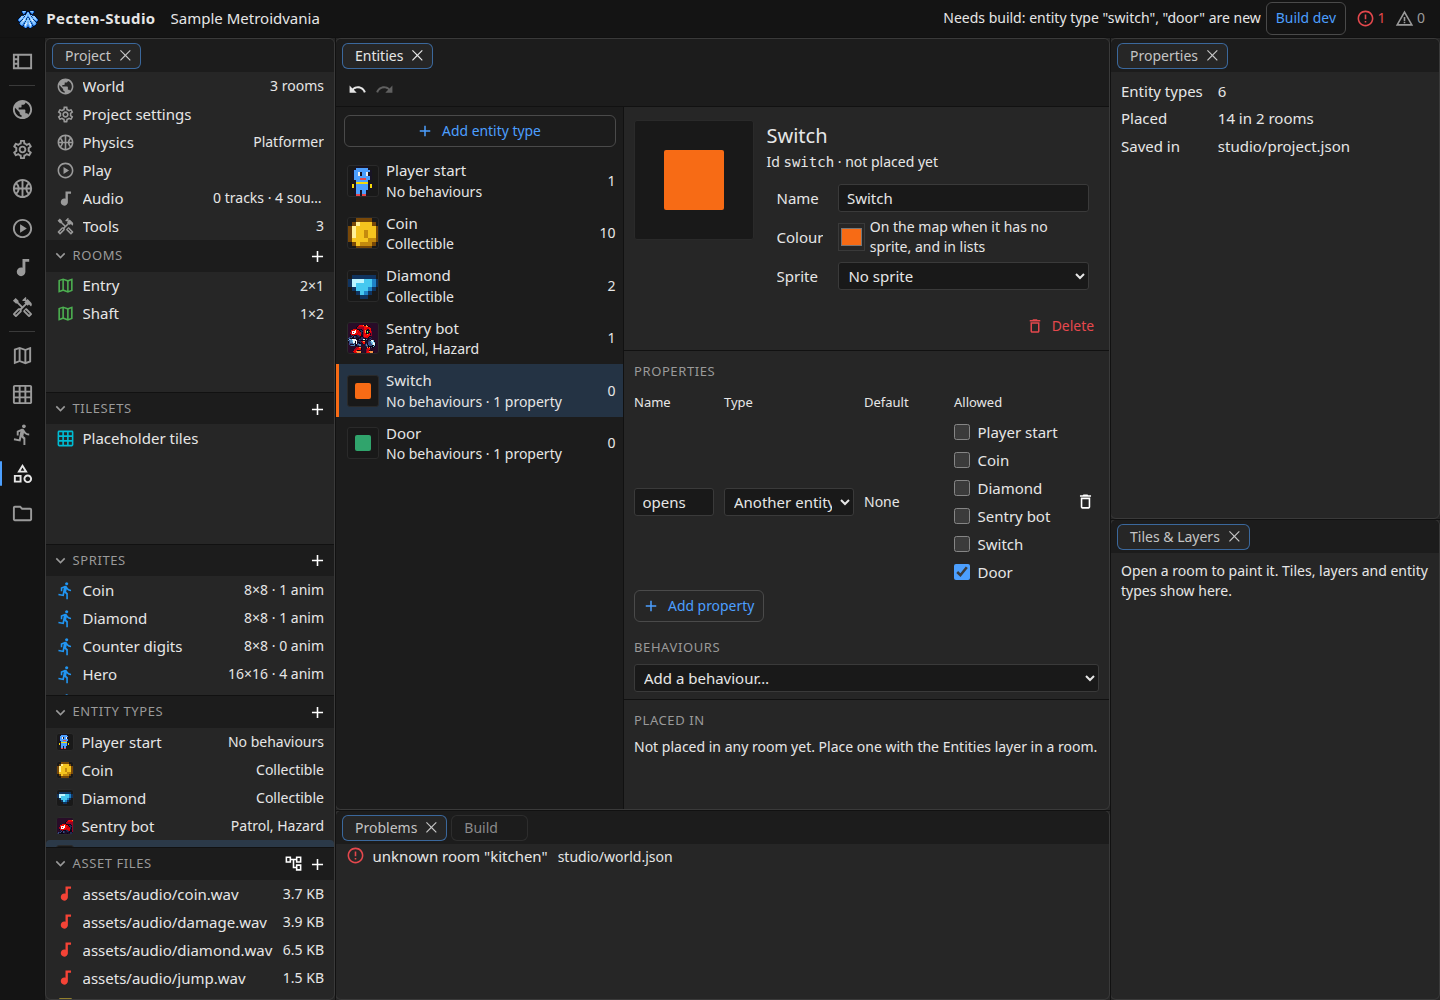 Pecten-Studio
Sample Metroidvania
Needs build: entity type "switch", "door" are new
Build dev
1
0
Project
World
3 rooms
Project settings
Physics
Platformer
Play
Audio
0 tracks · 4 sou...
Tools
3
ROOMS
Entry
2×1
Shaft
1×2
TILESETS
Placeholder tiles
SPRITES
Coin
8×8 · 1 anim
Diamond
8×8 · 1 anim
Counter digits
8×8 · 0 anim
Hero
16×16 · 4 anim
ENTITY TYPES
Player start
No behaviours
Coin
Collectible
Diamond
Collectible
Sentry bot
Patrol, Hazard
ASSET FILES
assets/audio/coin.wav
3.7 KB
assets/audio/damage.wav
3.9 KB
assets/audio/diamond.wav
6.5 KB
assets/audio/jump.wav
1.5 KB
Entities
Add entity type
Player start
No behaviours
1
Coin
Collectible
10
Diamond
Collectible
2
Sentry bot
Patrol, Hazard
1
Switch
No behaviours · 1 property
0
Door
No behaviours · 1 property
0
Switch
Id switch · not placed yet
Name
Switch
Colour
On the map when it has no
sprite, and in lists
Sprite
No sprite
Delete
PROPERTIES
Name
Type
Default
Allowed
opens
Another entity
None
Player start
Coin
Diamond
Sentry bot
Switch
Door
Add property
BEHAVIOURS
Add a behaviour...
PLACED IN
Not placed in any room yet. Place one with the Entities layer in a room.
Problems
Build
unknown room "kitchen"
studio/world.json
Properties
Entity types
6
Placed
14 in 2 rooms
Saved in
studio/project.json
Tiles & Layers
Open a room to paint it. Tiles, layers and entity
types show here.